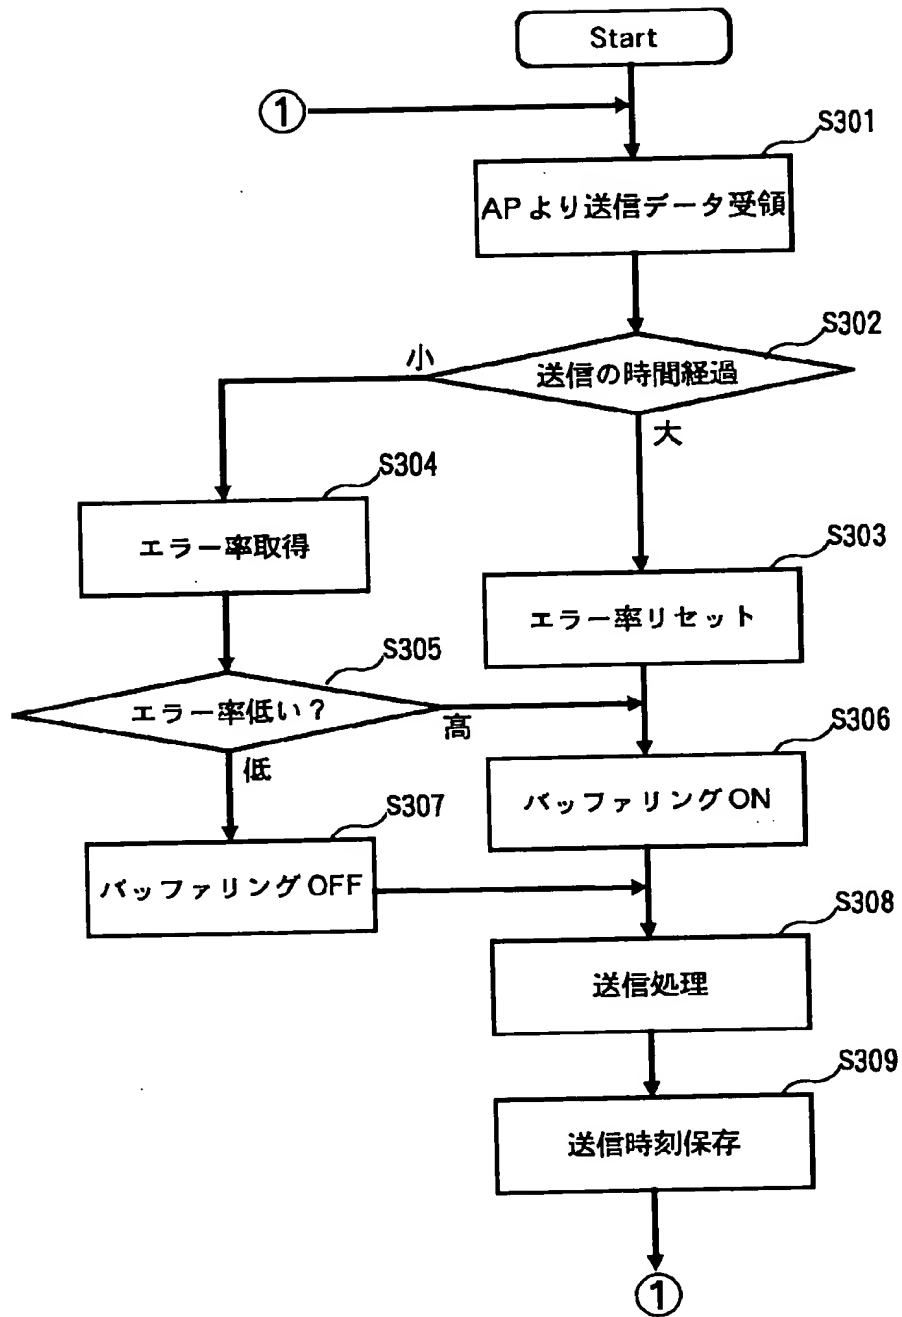 Start
①
S301
APより送信データ受領
S302
送信の時間経過
小
大
S304
エラー率取得
S303
エラー率リセット
S305
エラー率低い?
高
低
S306
バッファリングON
S307
バッファリングOFF
S308
送信処理
S309
送信時刻保存
①